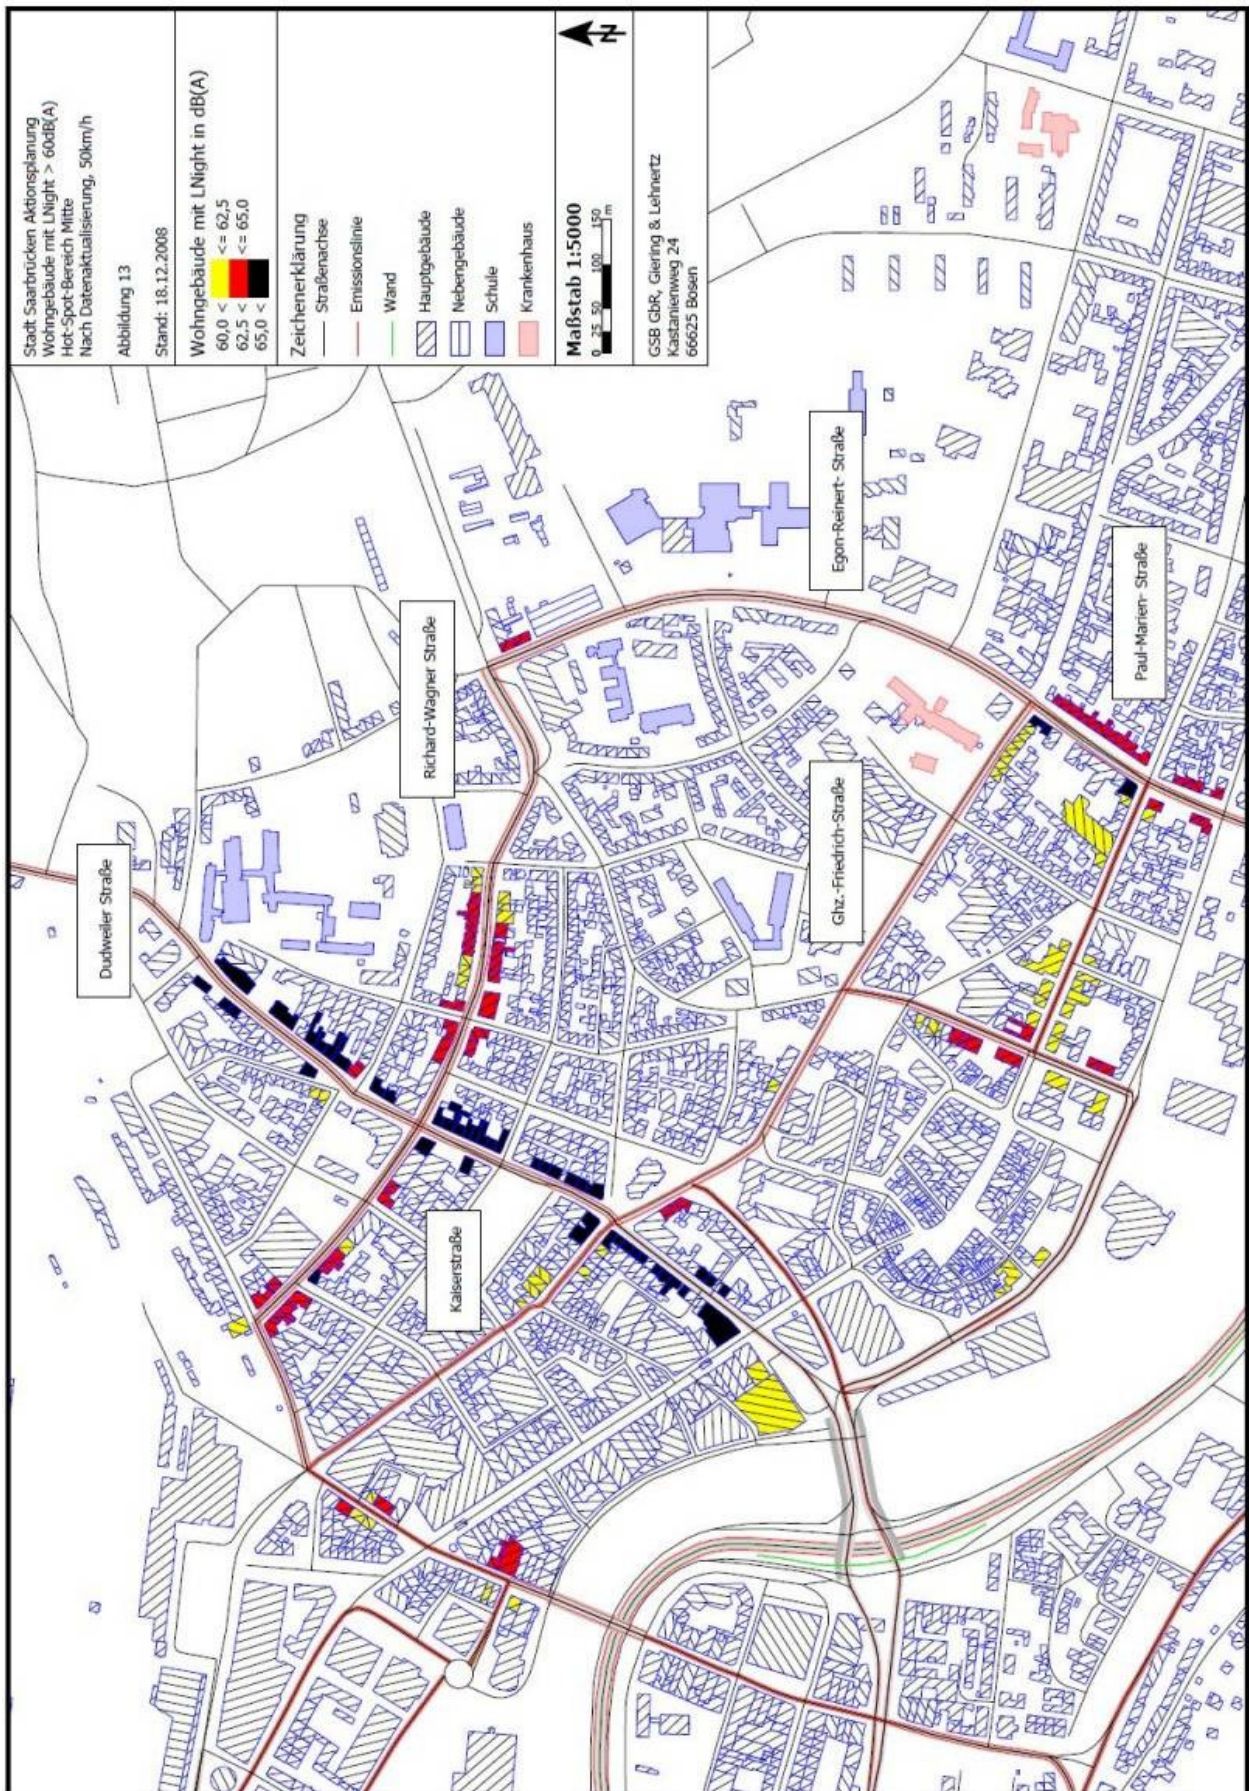 Stadt Saarbrücken Aktionsplanung
Wohngebäude mit LNight > 60dB(A)
Hot-Spot-Bereich Mitte
Nach Datenaktualisierung, 50km/h
Abbildung 13
Stand: 18.12.2008
Wohngebäude mit LNight in dB(A)
60,0 < <= 62,5
62,5 < <= 65,0
65,0 <
Zeichenerklärung
Straßenachse
Emissionslinie
Wand
Hauptgebäude
Nebengebäude
Schule
Krankenhaus
Maßstab 1:5000
0 25 50 100 150
m
GSB GbR, Giering & Lehnertz
Kastanienweg 24
66625 Bosen
N
Dudweiler Straße
Richard-Wagner Straße
Egon-Reinert- Straße
Kaiserstraße
Ghz.-Friedrich-Straße
Paul-Marien- Straße